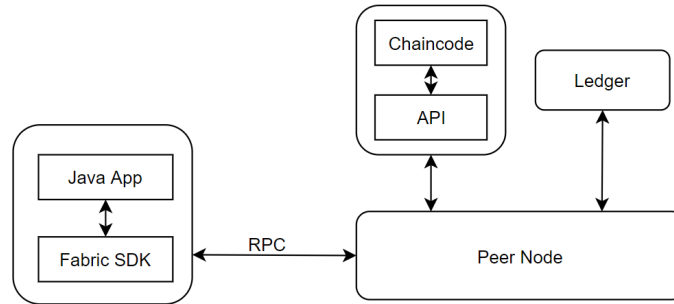 Chaincode
API
Ledger
Java App
Fabric SDK
RPC
Peer Node